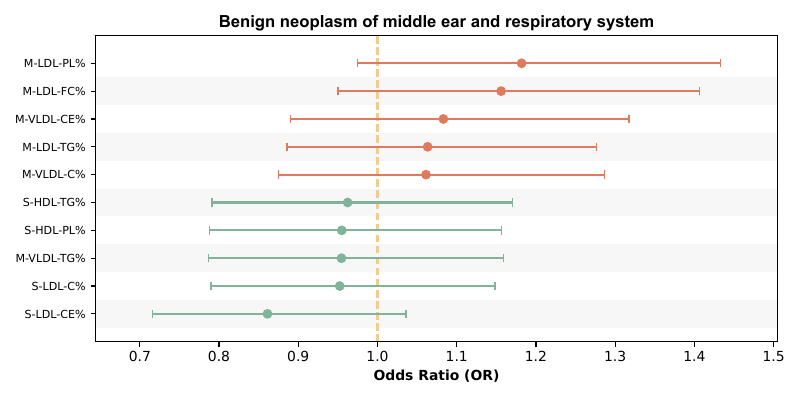 Benign neoplasm of middle ear and respiratory system
M-LDL-PL%
M-LDL-FC%
M-VLDL-CE%
M-LDL-TG%
M-VLDL-C%
S-HDL-TG%
S-HDL-PL%
M-VLDL-TG%
S-LDL-C%
S-LDL-CE%
0.7 0.8 0.9 1.0 1.1 1.2 1.3 1.4 1.5
Odds Ratio (OR)